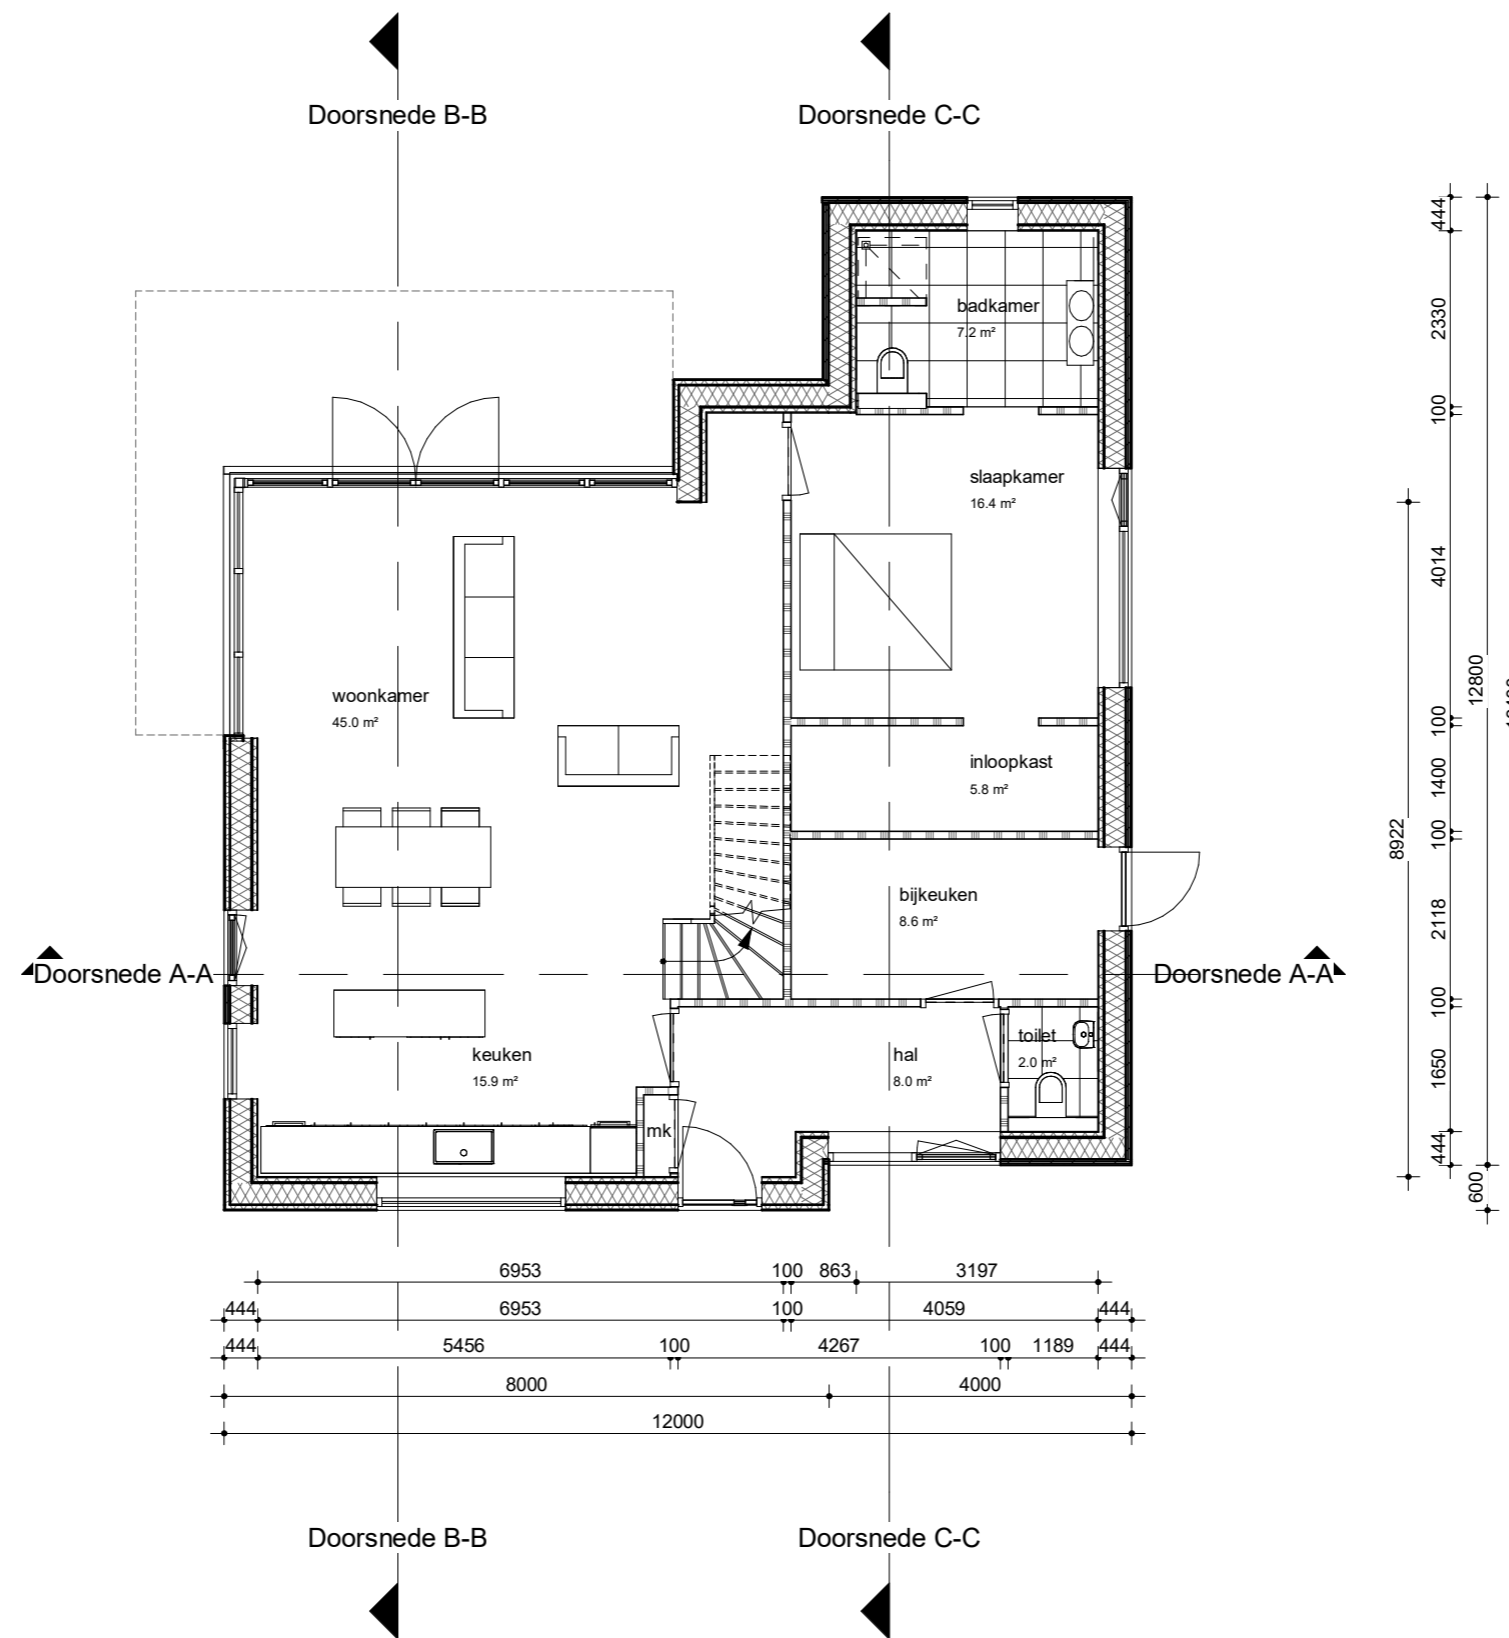 Doorsnede B-B
Doorsnede C-C
badkamer
7.2 m²
slaapkamer
16.4 m²
woonkamer
45.0 m²
inloopkast
5.8 m²
bijkeuken
8.6 m²
Doorsnede A-A
Doorsnede A-A
keuken
15.9 m²
hal
8.0 m²
toilet
2.0 m²
mk
444
2330
100
4014
100
1400
100
2118
100
1650
444
8922
12800
600
6953
100
863
3197
444
6953
100
4059
444
444
5456
100
4267
100
1189
444
8000
4000
12000
Doorsnede B-B
Doorsnede C-C